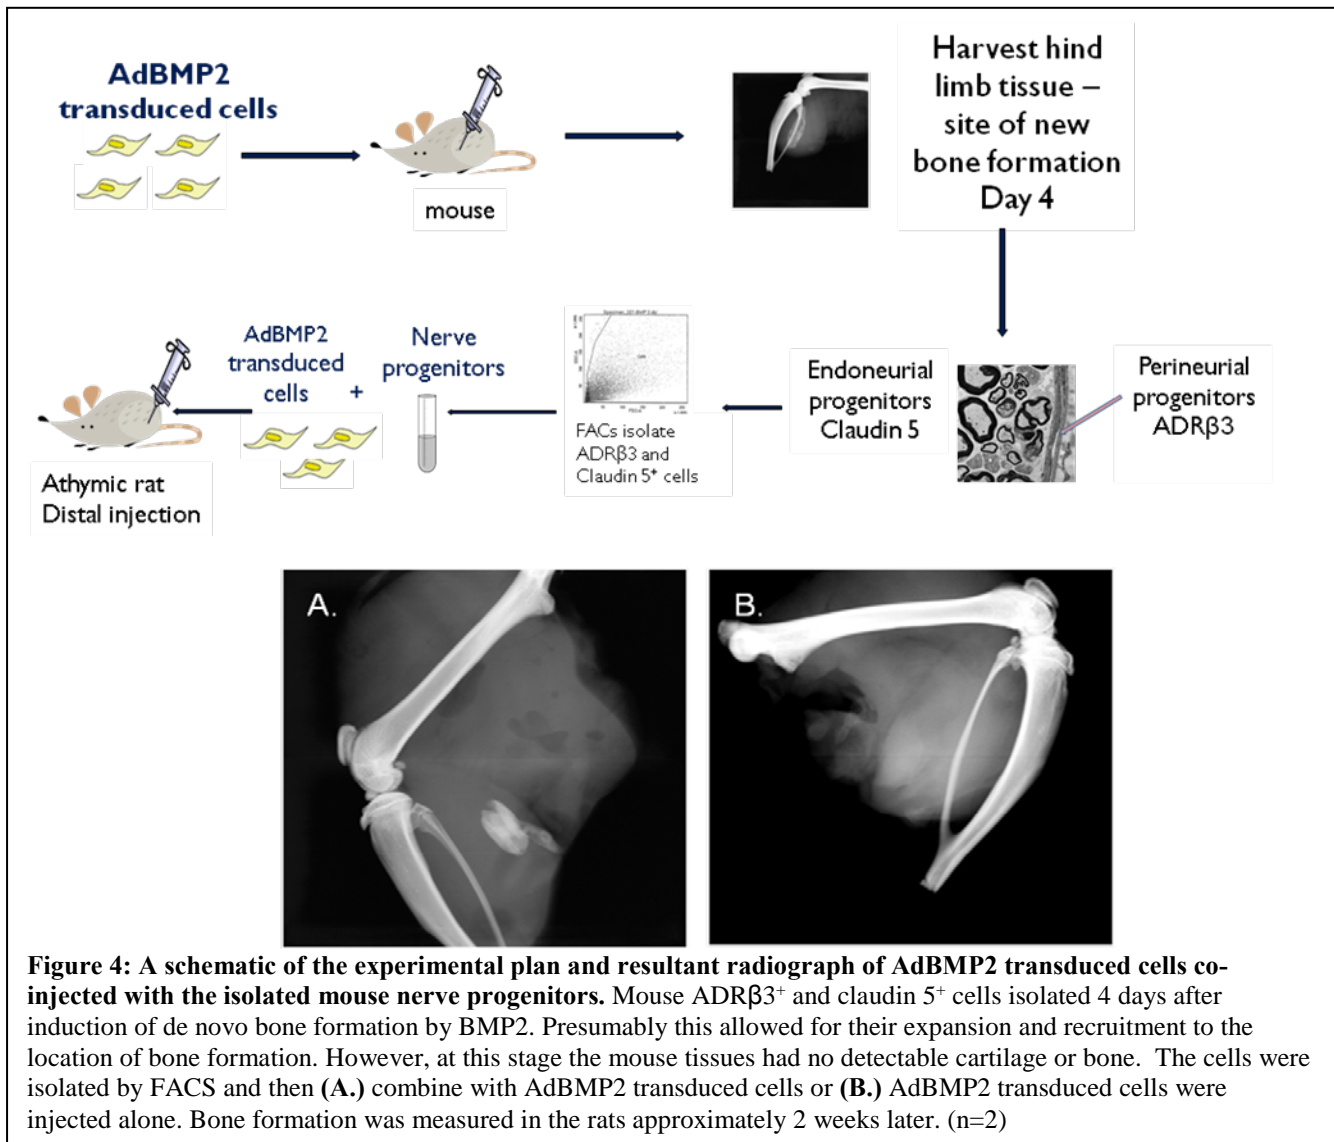 AdBMP2
transduced cells
mouse
Harvest hind
limb tissue –
site of new
bone formation
Day 4
Perineurial
progenitors
ADRβ3
Endoneurial
progenitors
Claudin 5
FACs isolate
ADRβ3 and
Claudin 5⁺ cells
Nerve
progenitors
AdBMP2
transduced
cells +
Athymic rat
Distal injection
A.
B.
Figure 4: A schematic of the experimental plan and resultant radiograph of AdBMP2 transduced cells co-
injected with the isolated mouse nerve progenitors. Mouse ADRβ3⁺ and claudin 5⁺ cells isolated 4 days after
induction of de novo bone formation by BMP2. Presumably this allowed for their expansion and recruitment to the
location of bone formation. However, at this stage the mouse tissues had no detectable cartilage or bone. The cells were
isolated by FACS and then (A.) combine with AdBMP2 transduced cells or (B.) AdBMP2 transduced cells were
injected alone. Bone formation was measured in the rats approximately 2 weeks later. (n=2)